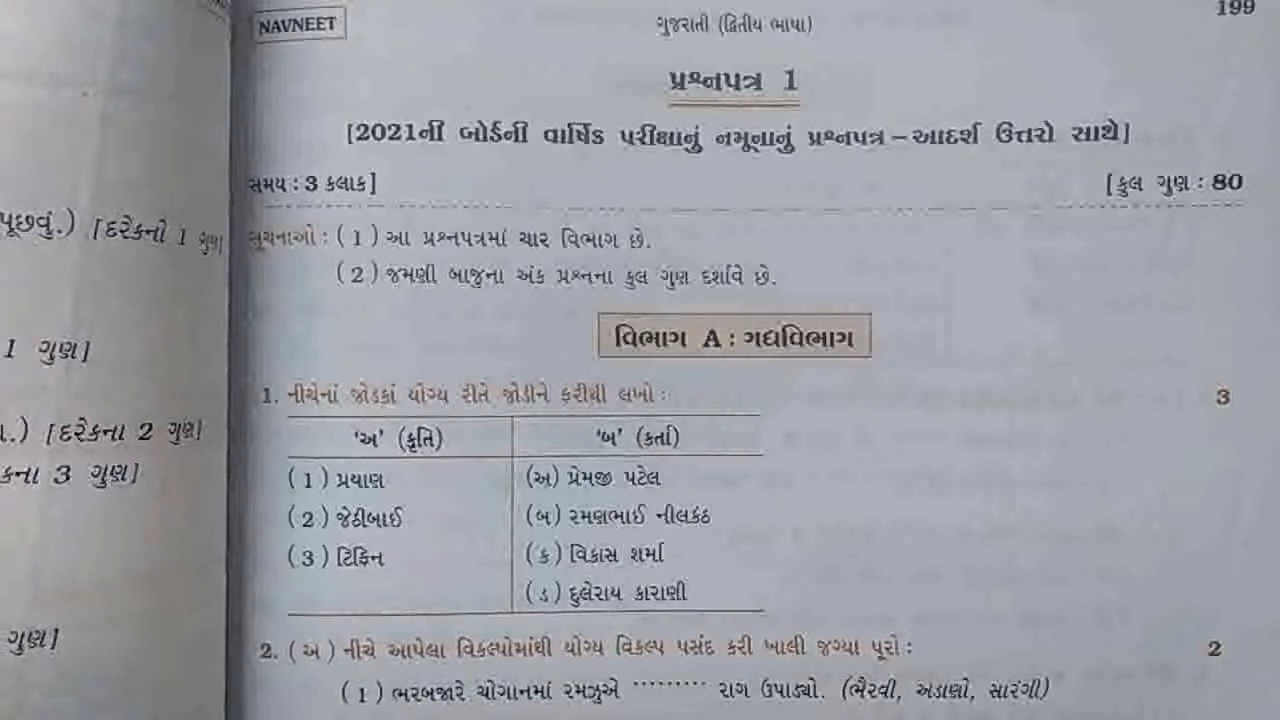 199
NAVNEET
ગુજરાતી (દ્વિતીય ભાષા)
પ્રશ્નપત્ર 1
[2021ની બોર્ડની વાર્ષિક પરીક્ષાનું નમૂનાનું પ્રશ્નપત્ર – આદર્શ ઉત્તરો સાથે]
સમય : 3 કલાક]
[કુલ ગુણ : 80
સૂચનાઓ : (1) આ પ્રશ્નપત્રમાં ચાર વિભાગ છે.
(2) જમણી બાજુના અંક પ્રશ્નના કુલ ગુણ દર્શાવે છે.
વિભાગ A : ગદ્યવિભાગ
1. નીચેનાં જોડકાં યોગ્ય રીતે જોડીને ફરીથી લખો : 3
'અ' (કૃતિ) 'બ' (કર્તા)
(1) પ્રયાણ (અ) પ્રેમજી પટેલ
(2) જેઠીબાઈ (બ) રમણભાઈ નીલકંઠ
(3) ટિફિન (ક) વિકાસ શર્મા
(ડ) દુલેરાય કારાણી
2. (અ) નીચે આપેલા વિકલ્પોમાંથી યોગ્ય વિકલ્પ પસંદ કરી ખાલી જગ્યા પૂરો : 2
(1) ભરબજારે ચોગાનમાં રમઝુએ ········· રાગ ઉપાડ્યો. (ભૈરવી, અડાણો, સારંગી)
પૂછવું.) [દરેકનો 1 ગુણ]
1 ગુણ]
.) [દરેકના 2 ગુણ]
કના 3 ગુણ]
ગુણ]